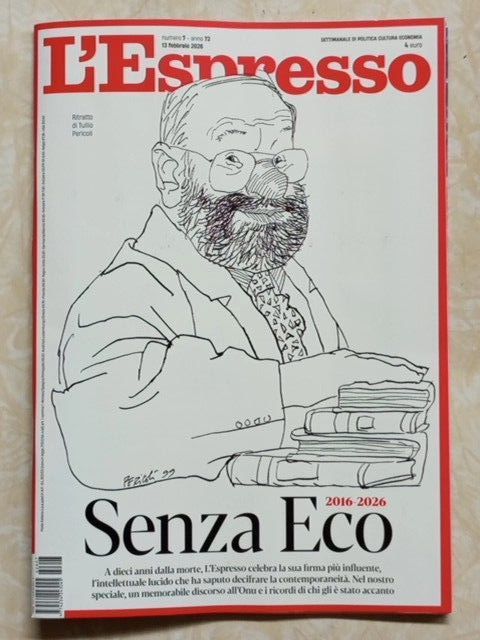 numero 7 - anno 72
13 febbraio 2026
SETTIMANALE DI POLITICA CULTURA ECONOMIA
4 euro
L'Espresso
Ritratto
di Tullio
Pericoli
PERICOLI 99
2016-2026
Senza Eco
A dieci anni dalla morte, L'Espresso celebra la sua firma più influente,
l'intellettuale lucido che ha saputo decifrare la contemporaneità. Nel nostro
speciale, un memorabile discorso all'Onu e i ricordi di chi gli è stato accanto